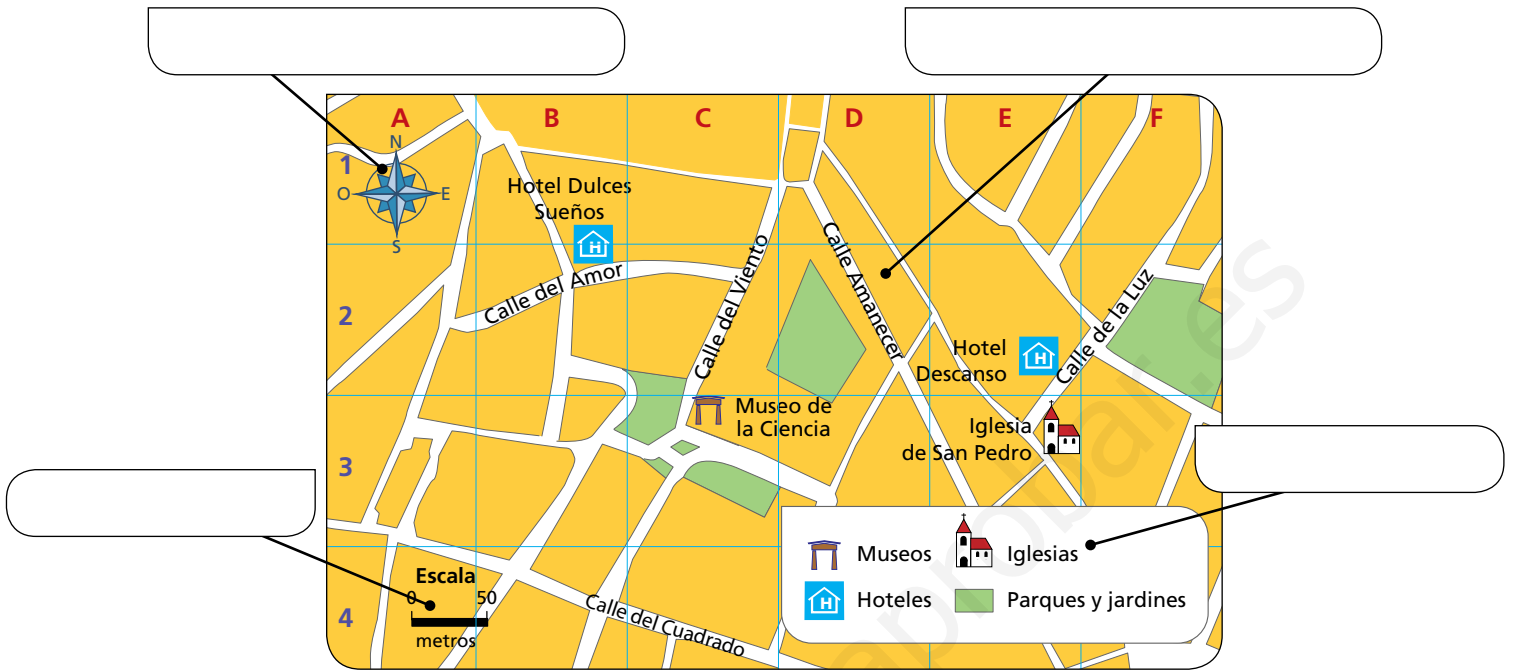 A B C D E F
1
N
O E
S
Hotel Dulces
Sueños
Calle del Amor
Calle del Viento
Calle Amanecer
Calle de la Luz
2
Hotel
Descanso
Museo de
la Ciencia
Iglesia
de San Pedro
3
Museos Iglesias
Hoteles Parques y jardines
Escala
0 50
metros
4
Calle del Cuadrado